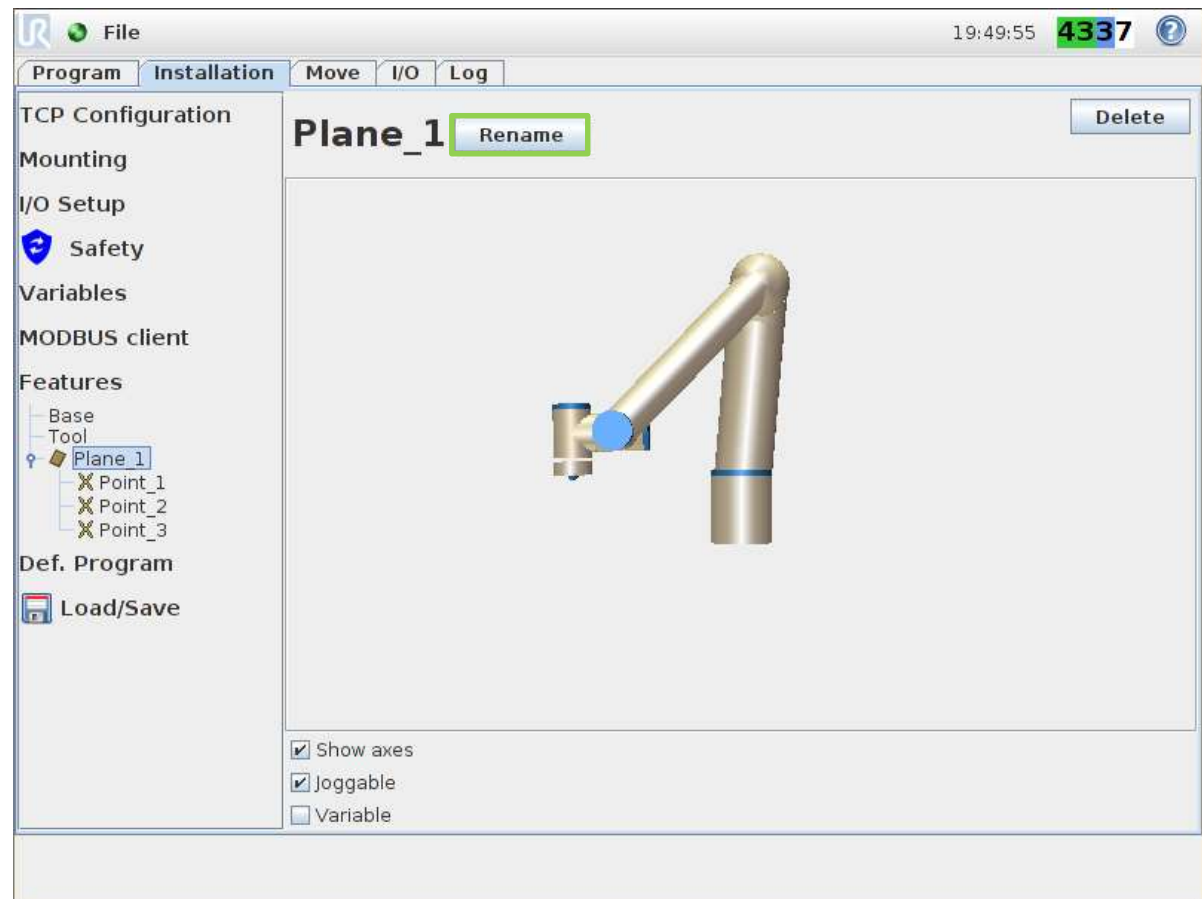 UR File 19:49:55 4337 ?
Program Installation Move I/O Log
TCP Configuration
Plane_1 Rename Delete
Mounting
I/O Setup
Safety
Variables
MODBUS client
Features
Base
Tool
Plane_1
Point_1
Point_2
Point_3
Def. Program
Load/Save
Show axes
Joggable
Variable